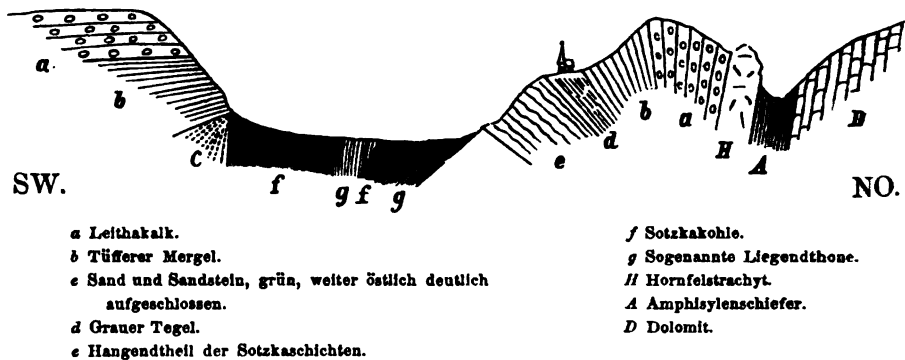 a
b
C
SW.
f
g
f
g
e
d
b
a
H
A
D
NO.
a Leithakalk.
b Tüfferer Mergel.
e Sand und Sandstein, grün, weiter östlich deutlich
aufgeschlossen.
d Grauer Tegel.
e Hangendtheil der Sotzkaschichten.
f Sotzkakohle.
g Sogenannte Liegendthone.
H Hornfelstrachyt.
A Amphisylenschiefer.
D Dolomit.